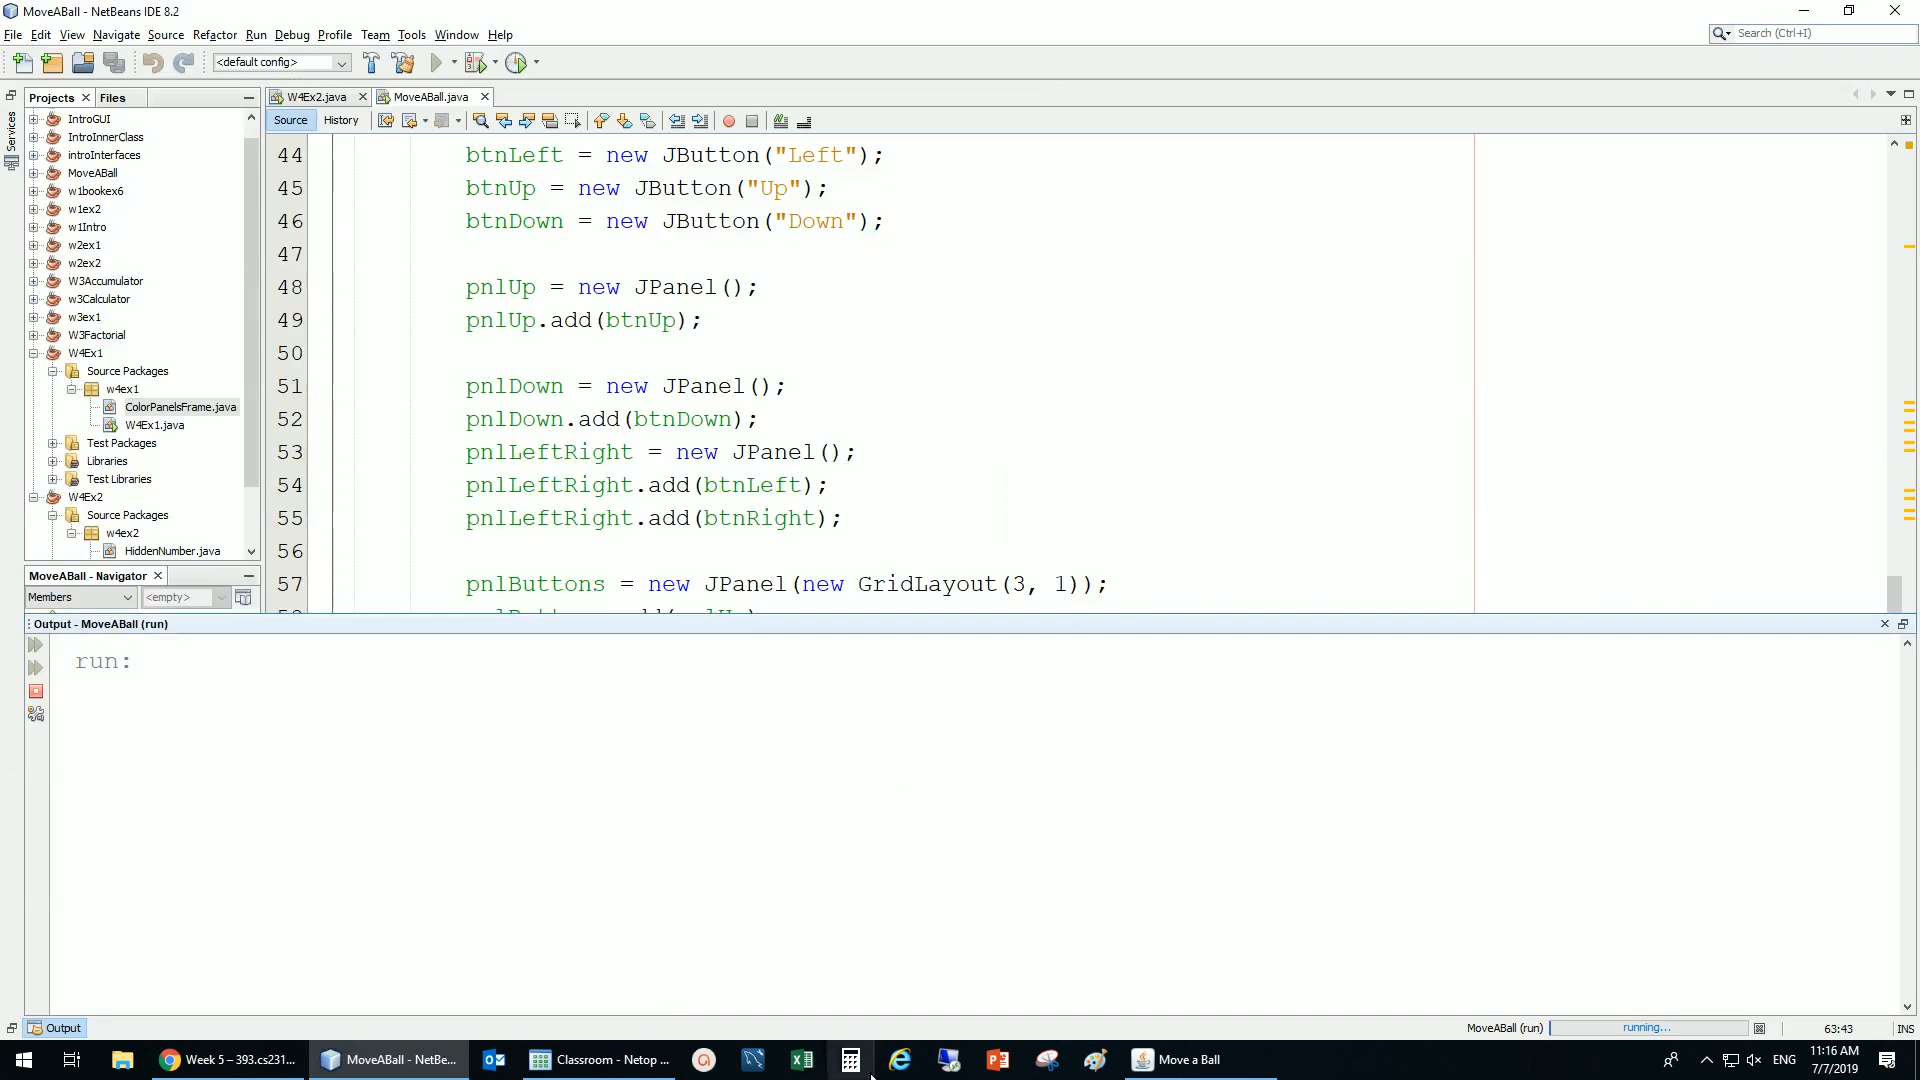 MoveABall - NetBeans IDE 8.2
File Edit View Navigate Source Refactor Run Debug Profile Team Tools Window Help
Search (Ctrl+I)
<default config>
Projects Files
W4Ex2.java MoveABall.java
Services
Source History
IntroGUI
IntroInnerClass
introInterfaces
MoveABall
w1bookex6
w1ex2
w1Intro
w2ex1
w2ex2
W3Accumulator
w3Calculator
w3ex1
W3Factorial
W4Ex1
Source Packages
w4ex1
ColorPanelsFrame.java
W4Ex1.java
Test Packages
Libraries
Test Libraries
W4Ex2
Source Packages
w4ex2
HiddenNumber.java
MoveABall - Navigator
Members <empty>
44 btnLeft = new JButton("Left");
45 btnUp = new JButton("Up");
46 btnDown = new JButton("Down");
47
48 pnlUp = new JPanel();
49 pnlUp.add(btnUp);
50
51 pnlDown = new JPanel();
52 pnlDown.add(btnDown);
53 pnlLeftRight = new JPanel();
54 pnlLeftRight.add(btnLeft);
55 pnlLeftRight.add(btnRight);
56
57 pnlButtons = new JPanel(new GridLayout(3, 1));
Output - MoveABall (run)
run:
Output
MoveABall (run) running... 63:43 INS
Week 5 – 393.cs231... MoveABall - NetBe... Classroom - Netop ... Move a Ball ENG
11:16 AM
7/7/2019